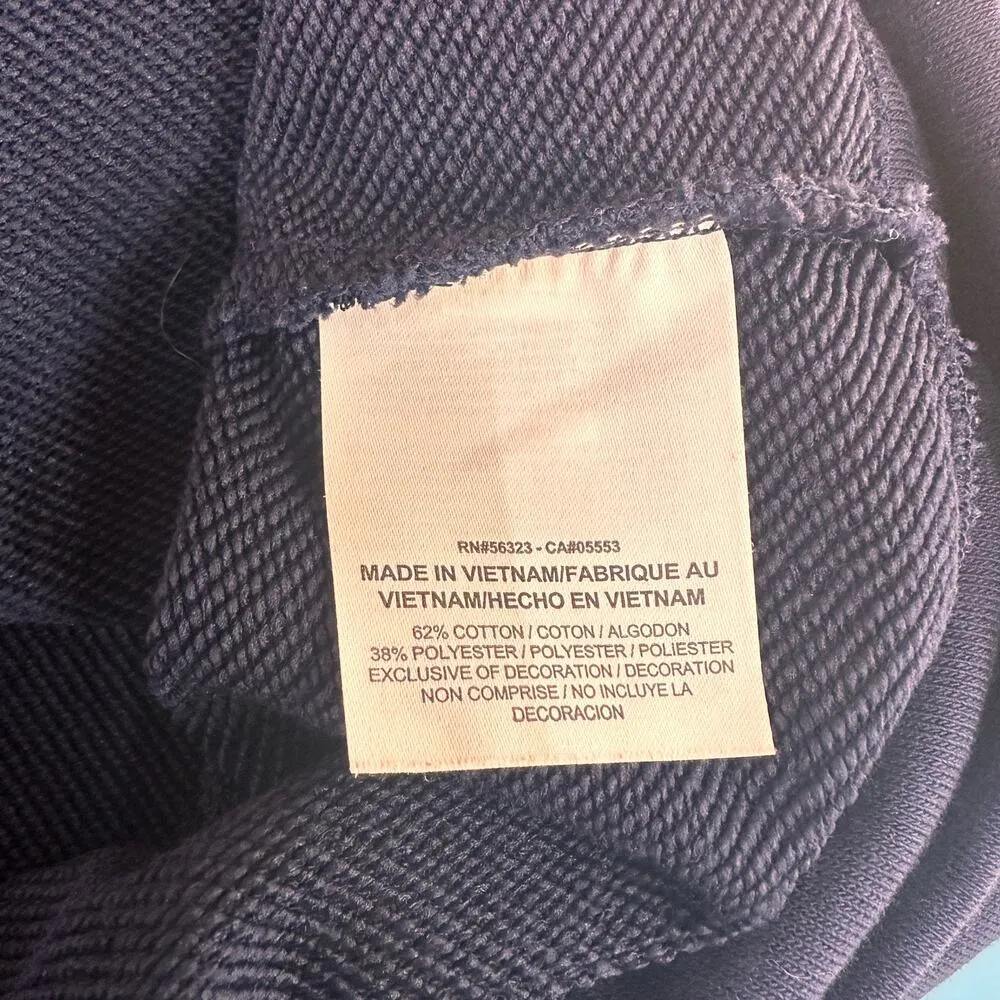 RN#56323 - CA#05553
MADE IN VIETNAM/FABRIQUE AU
VIETNAM/HECHO EN VIETNAM
62% COTTON / COTON / ALGODON
38% POLYESTER / POLYESTER / POLIESTER
EXCLUSIVE OF DECORATION / DECORATION
NON COMPRISE / NO INCLUYE LA
DECORACION